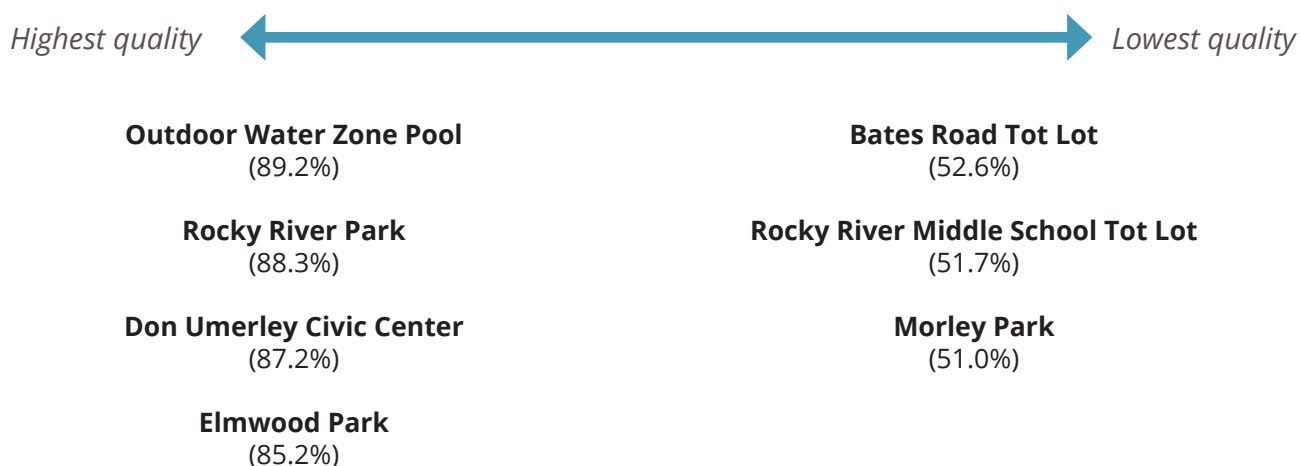 Highest quality
Lowest quality
Outdoor Water Zone Pool
(89.2%)
Rocky River Park
(88.3%)
Don Umerley Civic Center
(87.2%)
Elmwood Park
(85.2%)
Bates Road Tot Lot
(52.6%)
Rocky River Middle School Tot Lot
(51.7%)
Morley Park
(51.0%)